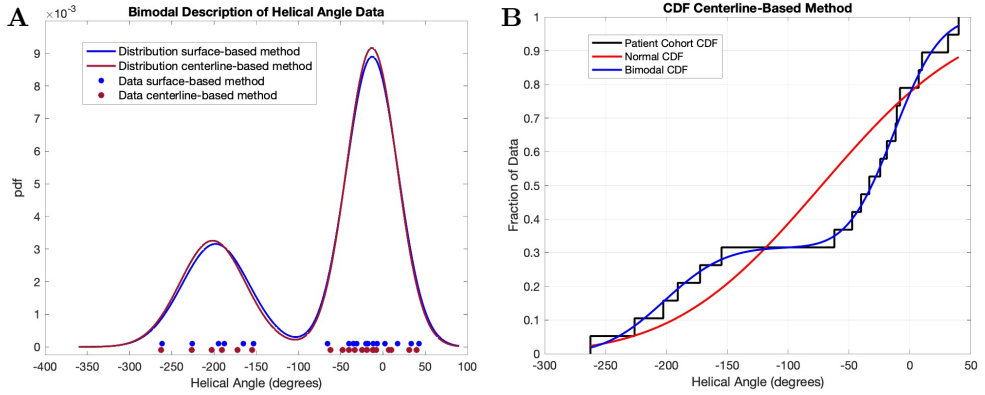 A
Bimodal Description of Helical Angle Data
×10⁻³
9
8
7
6
5
4
3
2
1
0
pdf
Distribution surface-based method
Distribution centerline-based method
Data surface-based method
Data centerline-based method
-400 -350 -300 -250 -200 -150 -100 -50 0 50 100
Helical Angle (degrees)
B
CDF Centerline-Based Method
1
0.9
0.8
0.7
0.6
0.5
0.4
0.3
0.2
0.1
0
Fraction of Data
Patient Cohort CDF
Normal CDF
Bimodal CDF
-300 -250 -200 -150 -100 -50 0 50
Helical Angle (degrees)